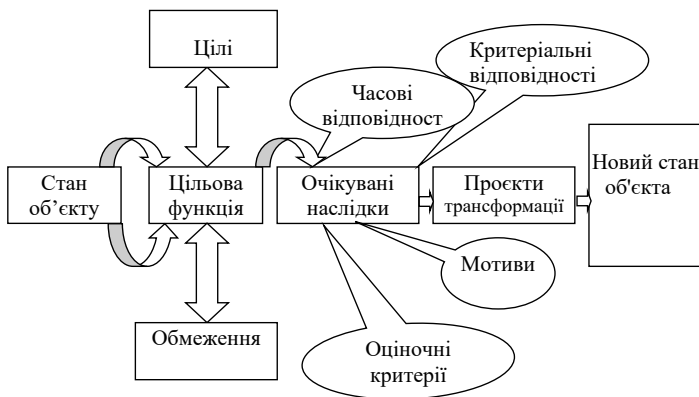 Цілі
Критеріальні
відповідності
Часові
відповідност
Стан
об’єкту
Цільова
функція
Очікувані
наслідки
Проєкти
трансформації
Новий стан
об'єкта
Мотиви
Обмеження
Оціночні
критерії